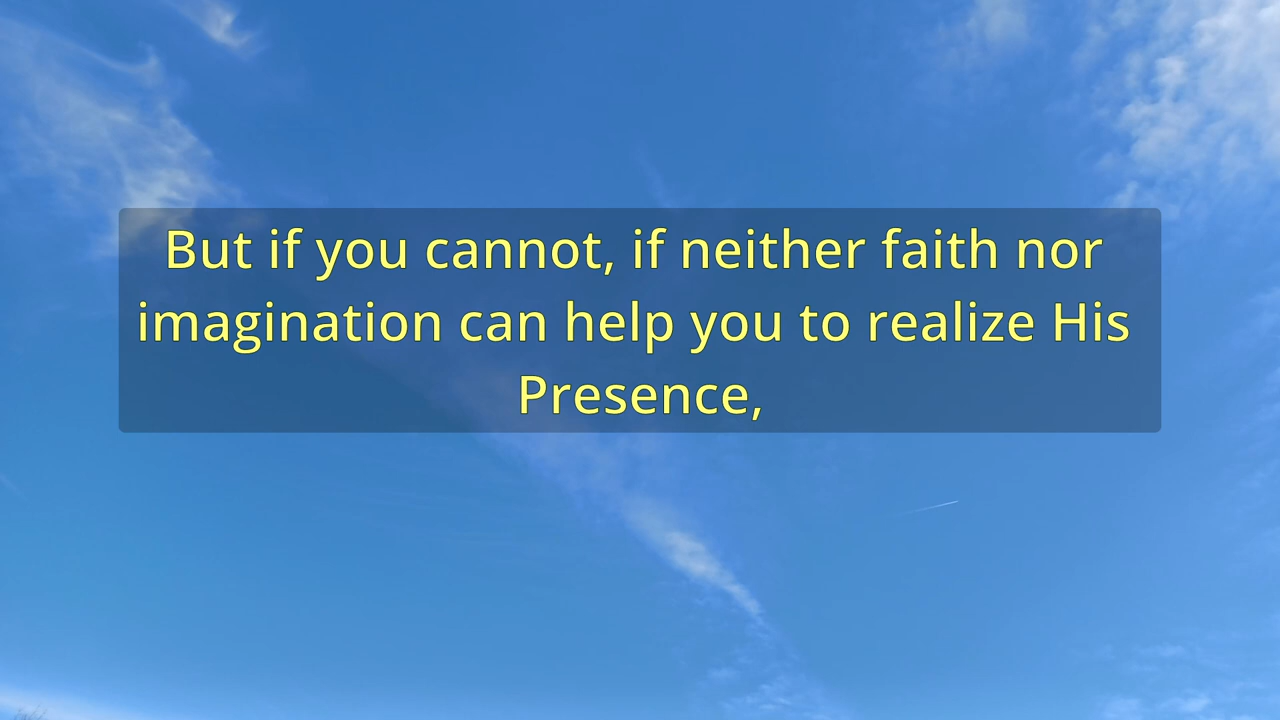 But if you cannot, if neither faith nor
imagination can help you to realize His
Presence,